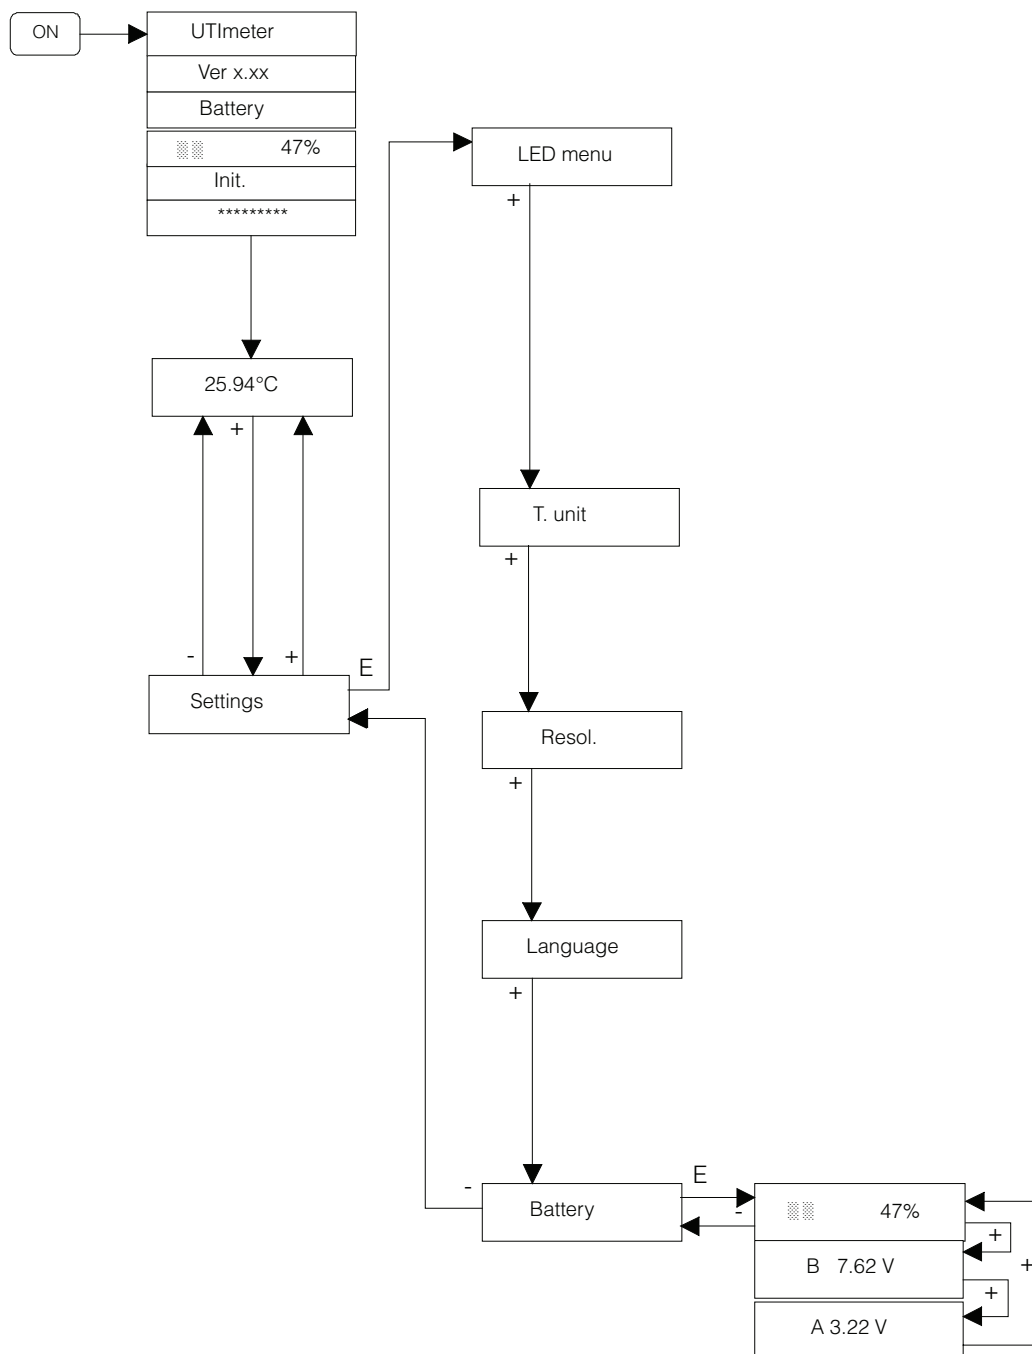 ON
UTImeter
Ver x.xx
Battery
47%
Init.
*********
25.94°C
+
-
+
Settings
E
LED menu
+
T. unit
+
Resol.
+
Language
+
-
Battery
E
-
47%
+
B 7.62 V
+
+
A 3.22 V